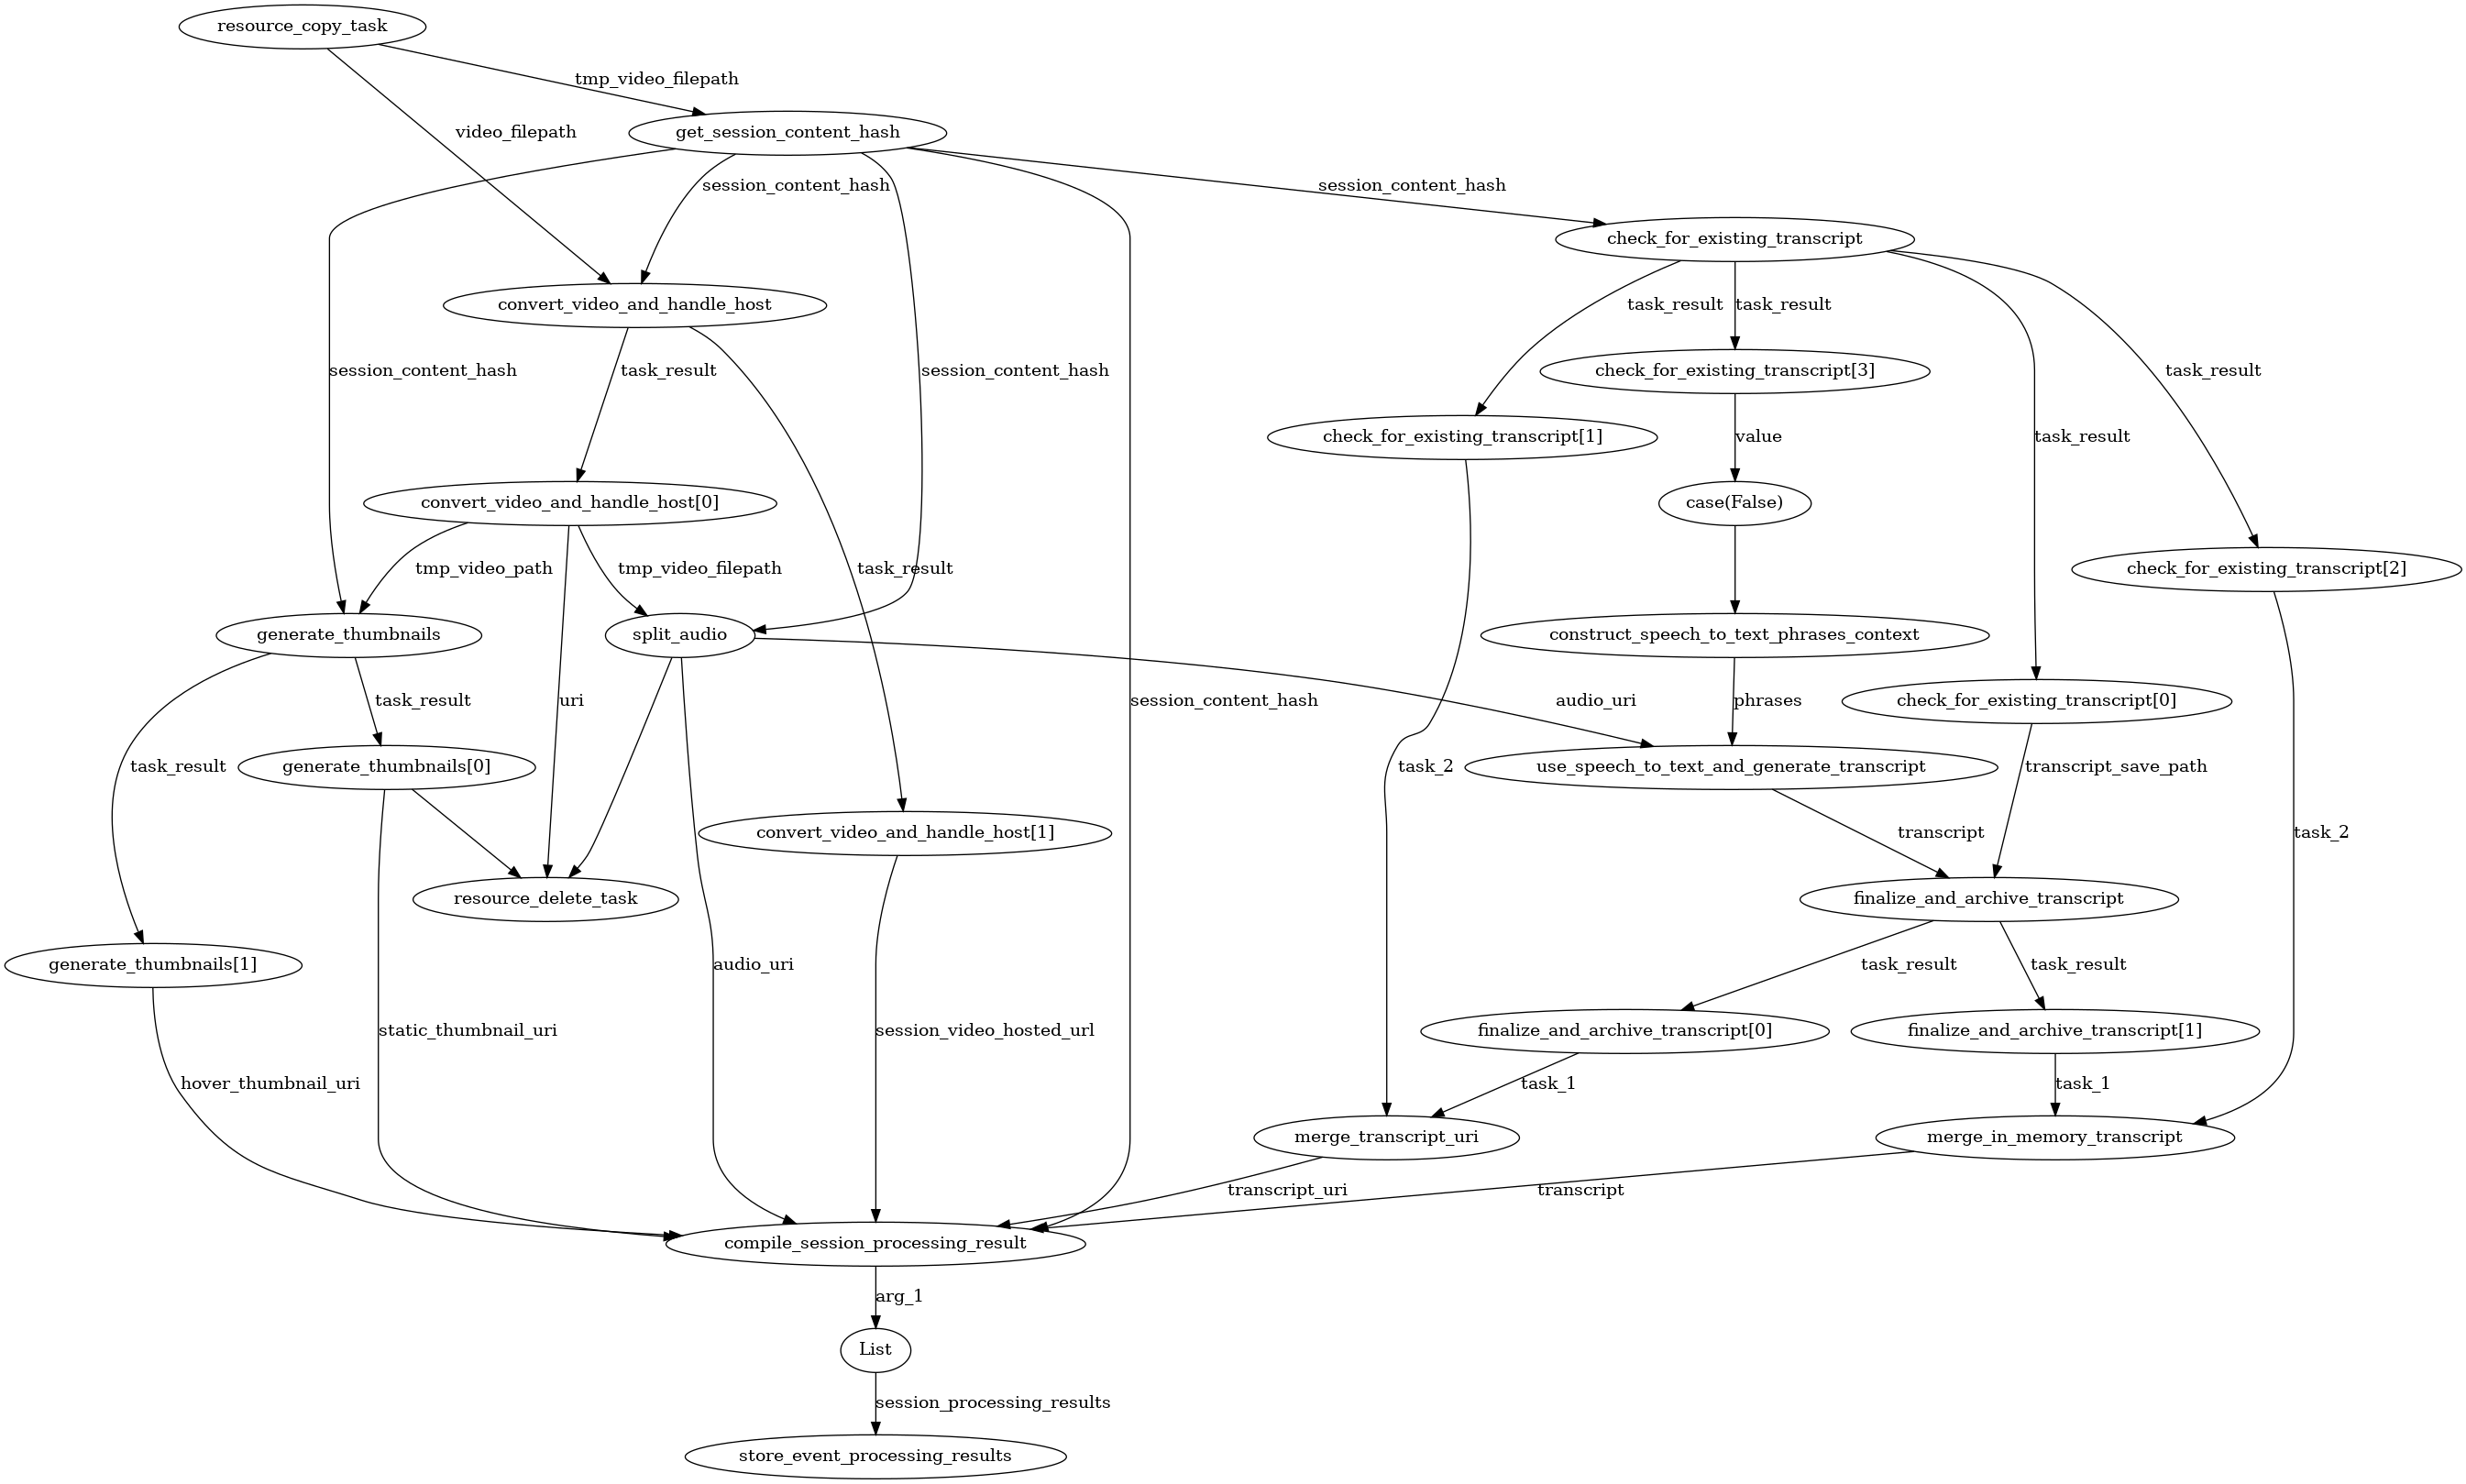 resource_copy_task
tmp_video_filepath
video_filepath
get_session_content_hash
session_content_hash
session_content_hash
check_for_existing_transcript
convert_video_and_handle_host
task_result
task_result
session_content_hash
task_result
session_content_hash
check_for_existing_transcript[3]
task_result
check_for_existing_transcript[1]
value
task_result
convert_video_and_handle_host[0]
case(False)
tmp_video_path
tmp_video_filepath
task_result
check_for_existing_transcript[2]
generate_thumbnails
split_audio
construct_speech_to_text_phrases_context
task_result
uri
session_content_hash
audio_uri
phrases
check_for_existing_transcript[0]
task_result
generate_thumbnails[0]
task_2
use_speech_to_text_and_generate_transcript
transcript_save_path
convert_video_and_handle_host[1]
transcript
task_2
resource_delete_task
finalize_and_archive_transcript
generate_thumbnails[1]
audio_uri
task_result
task_result
static_thumbnail_uri
session_video_hosted_url
finalize_and_archive_transcript[0]
finalize_and_archive_transcript[1]
hover_thumbnail_uri
task_1
task_1
merge_transcript_uri
merge_in_memory_transcript
transcript_uri
transcript
compile_session_processing_result
arg_1
List
session_processing_results
store_event_processing_results